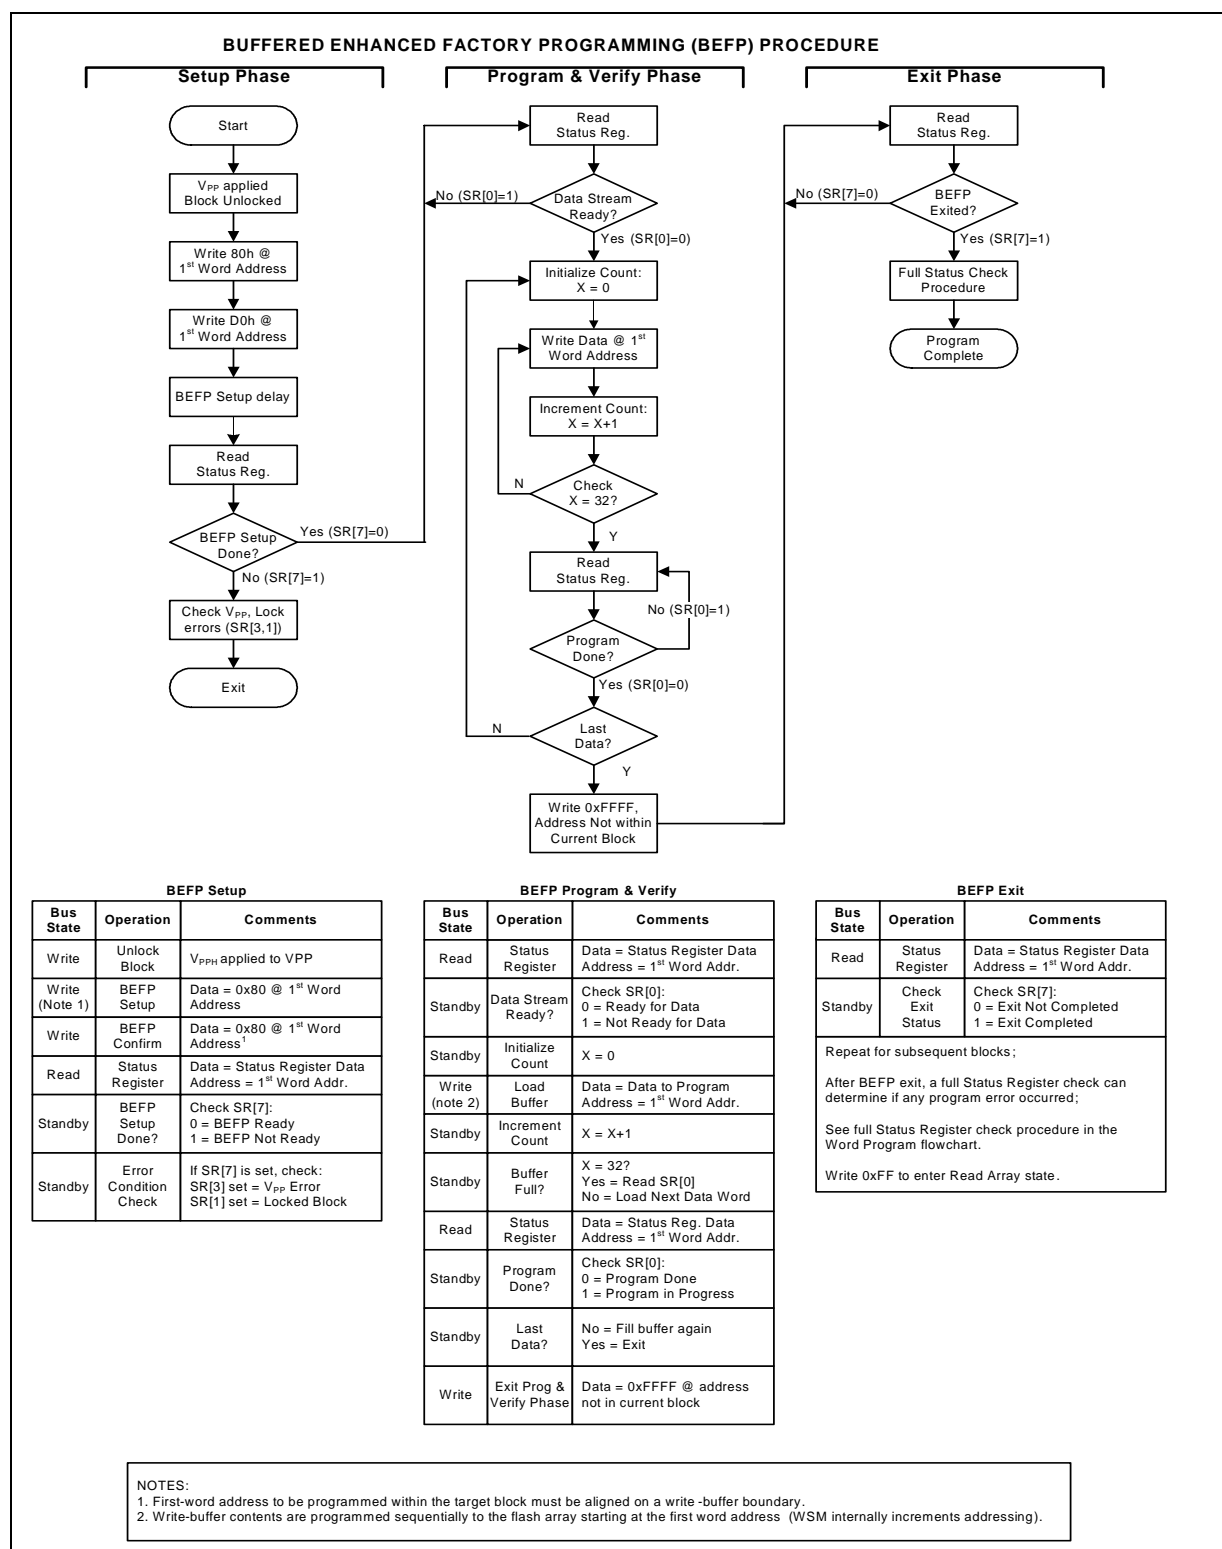 BUFFERED ENHANCED FACTORY PROGRAMMING (BEFP) PROCEDURE
Setup Phase
Start
VPP applied
Block Unlocked
Write 80h @
1st Word Address
Write D0h @
1st Word Address
BEFP Setup delay
Read
Status Reg.
BEFP Setup
Done?
Yes (SR[7]=0)
No (SR[7]=1)
Check VPP, Lock
errors (SR[3,1])
Exit
Program & Verify Phase
Read
Status Reg.
No (SR[0]=1)
Data Stream
Ready?
Yes (SR[0]=0)
Initialize Count:
X = 0
Write Data @ 1st
Word Address
Increment Count:
X = X+1
N
Check
X = 32?
Y
Read
Status Reg.
No (SR[0]=1)
Program
Done?
Yes (SR[0]=0)
N
Last
Data?
Y
Write 0xFFFF,
Address Not within
Current Block
Exit Phase
Read
Status Reg.
No (SR[7]=0)
BEFP
Exited?
Yes (SR[7]=1)
Full Status Check
Procedure
Program
Complete
BEFP Setup
Bus
State
Operation
Comments
Write
Unlock
Block
VPPH applied to VPP
Write
(Note 1)
BEFP
Setup
Data = 0x80 @ 1st Word
Address
Write
BEFP
Confirm
Data = 0x80 @ 1st Word
Address1
Read
Status
Register
Data = Status Register Data
Address = 1st Word Addr.
Standby
BEFP
Setup
Done?
Check SR[7]:
0 = BEFP Ready
1 = BEFP Not Ready
Standby
Error
Condition
Check
If SR[7] is set, check:
SR[3] set = VPP Error
SR[1] set = Locked Block
BEFP Program & Verify
Bus
State
Operation
Comments
Read
Status
Register
Data = Status Register Data
Address = 1st Word Addr.
Standby
Data Stream
Ready?
Check SR[0]:
0 = Ready for Data
1 = Not Ready for Data
Standby
Initialize
Count
X = 0
Write
(note 2)
Load
Buffer
Data = Data to Program
Address = 1st Word Addr.
Standby
Increment
Count
X = X+1
Standby
Buffer
Full?
X = 32?
Yes = Read SR[0]
No = Load Next Data Word
Read
Status
Register
Data = Status Reg. Data
Address = 1st Word Addr.
Standby
Program
Done?
Check SR[0]:
0 = Program Done
1 = Program in Progress
Standby
Last
Data?
No = Fill buffer again
Yes = Exit
Write
Exit Prog &
Verify Phase
Data = 0xFFFF @ address
not in current block
BEFP Exit
Bus
State
Operation
Comments
Read
Status
Register
Data = Status Register Data
Address = 1st Word Addr.
Standby
Check
Exit
Status
Check SR[7]:
0 = Exit Not Completed
1 = Exit Completed
Repeat for subsequent blocks;
After BEFP exit, a full Status Register check can
determine if any program error occurred;
See full Status Register check procedure in the
Word Program flowchart.
Write 0xFF to enter Read Array state.
NOTES:
1. First-word address to be programmed within the target block must be aligned on a write -buffer boundary.
2. Write-buffer contents are programmed sequentially to the flash array starting at the first word address (WSM internally increments addressing).